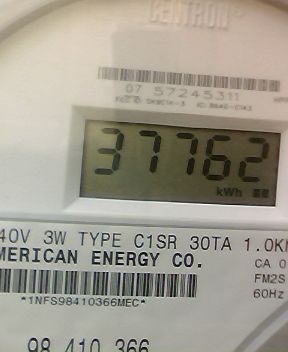 CENTRON®
07 57245311
37762
kWh
40V 3W TYPE C1SR 30TA 1.0K
MERICAN ENERGY CO.
CA 0
FM2S
60Hz
*1NFS98410366MEC*
98 410 366